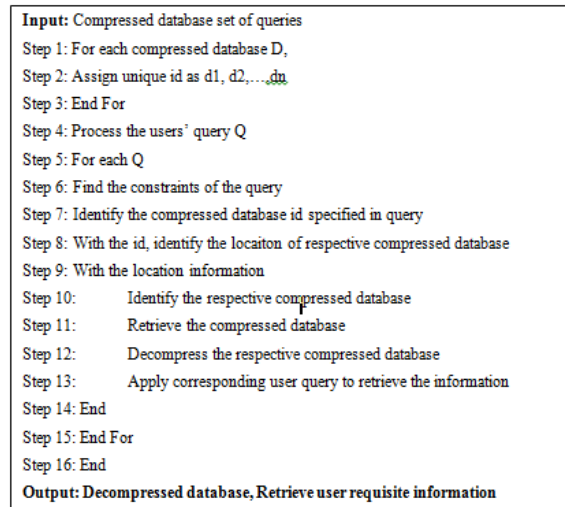 Input: Compressed database set of queries
Step 1: For each compressed database D,
Step 2: Assign unique id as d1, d2,…,dn
Step 3: End For
Step 4: Process the users’ query Q
Step 5: For each Q
Step 6: Find the constraints of the query
Step 7: Identify the compressed database id specified in query
Step 8: With the id, identify the locaiton of respective compressed database
Step 9: With the location information
Step 10: Identify the respective compressed database
Step 11: Retrieve the compressed database
Step 12: Decompress the respective compressed database
Step 13: Apply corresponding user query to retrieve the information
Step 14: End
Step 15: End For
Step 16: End
Output: Decompressed database, Retrieve user requisite information